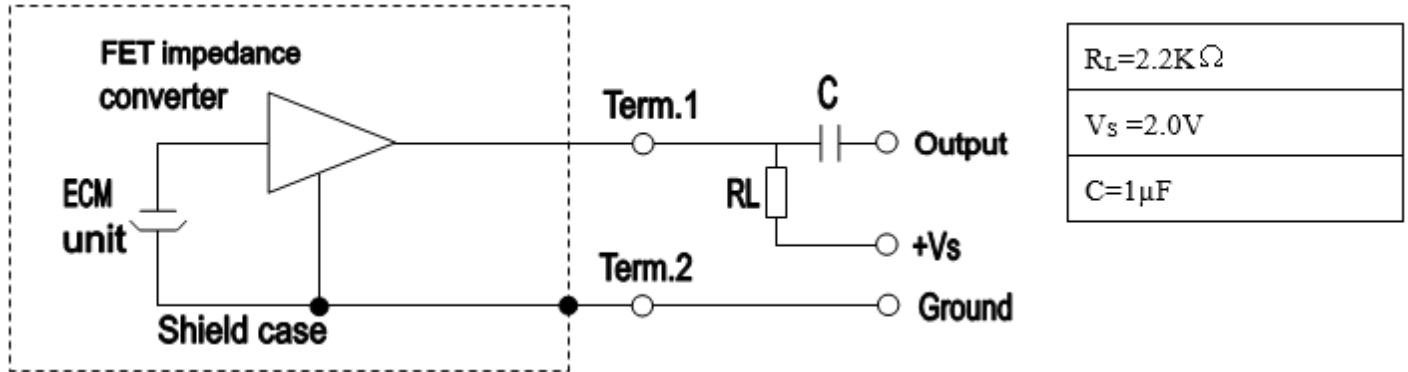 FET impedance
converter
Term.1
C
Output
ECM
unit
RL
+Vs
Term.2
Ground
Shield case
RL=2.2KΩ
Vs =2.0V
C=1μF